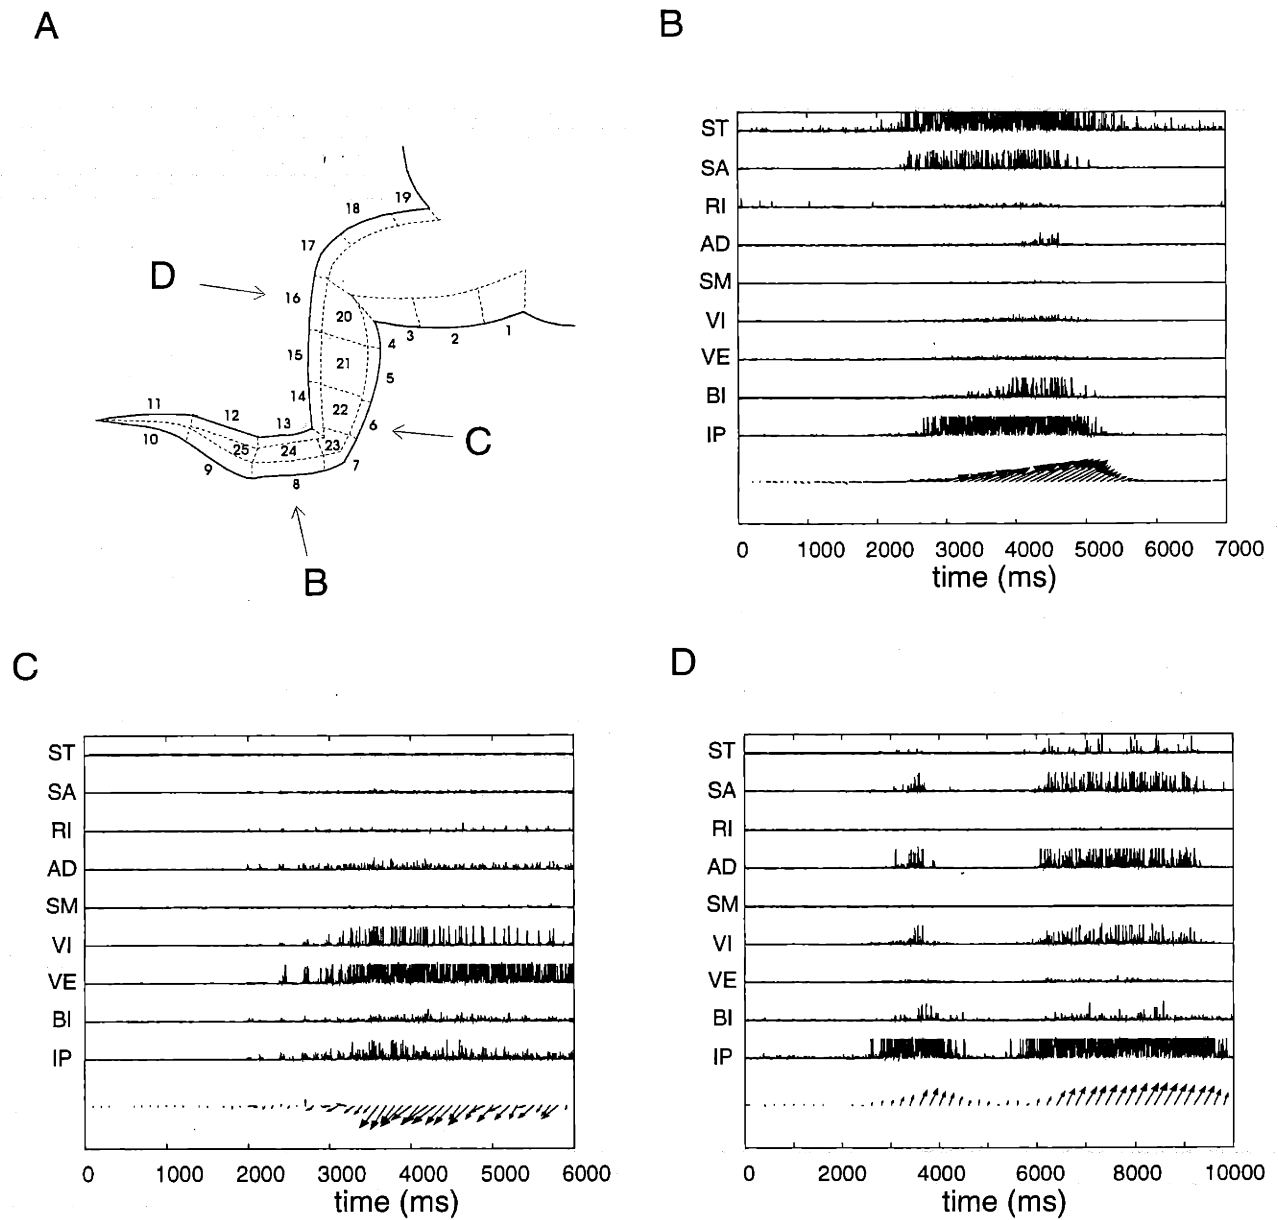 A
19
18
17
D
16
20
3
2
1
4
15
21
5
14
22
11
12
13
6
10
23
C
25
24
7
9
8
B
B
ST
SA
RI
AD
SM
VI
VE
BI
IP
0 1000 2000 3000 4000 5000 6000 7000
time (ms)
C
ST
SA
RI
AD
SM
VI
VE
BI
IP
0 1000 2000 3000 4000 5000 6000
time (ms)
D
ST
SA
RI
AD
SM
VI
VE
BI
IP
0 2000 4000 6000 8000 10000
time (ms)